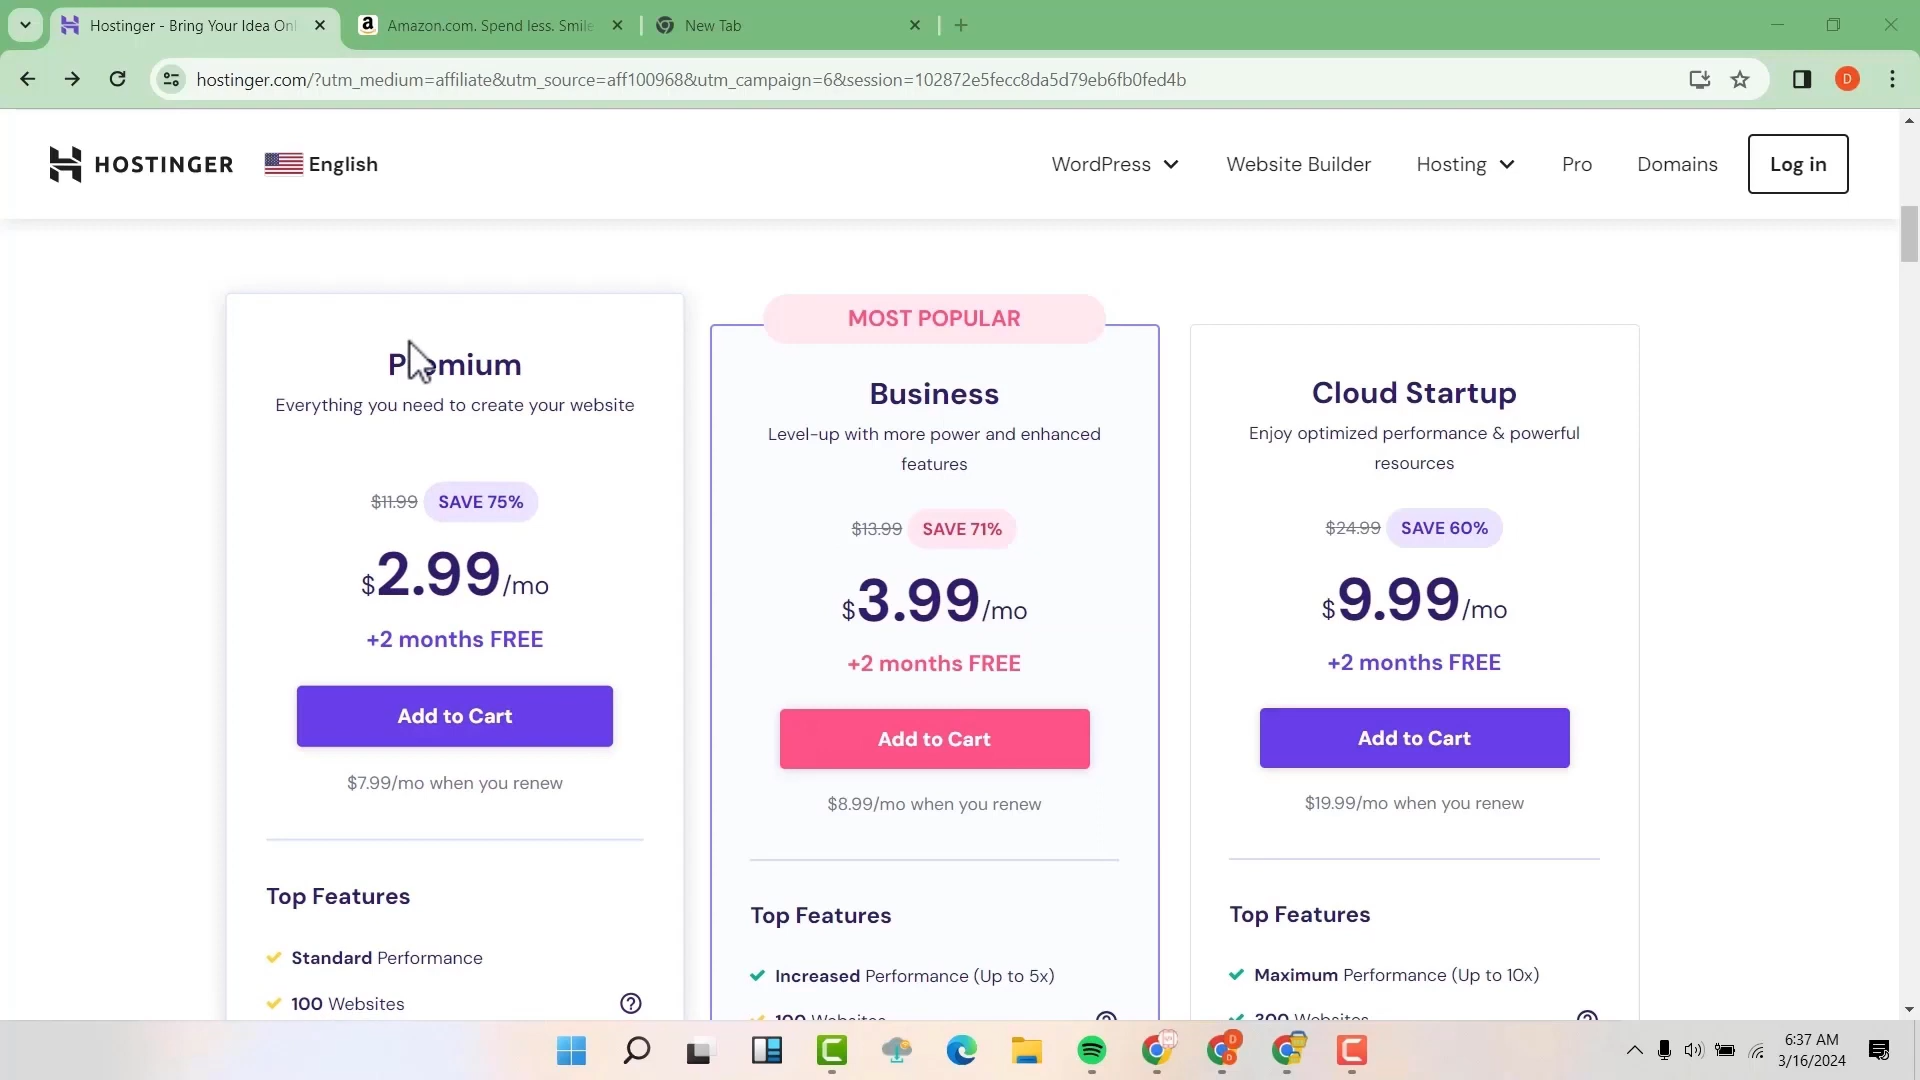 Hostinger - Bring Your Idea Onl
Amazon.com. Spend less. Smile
New Tab
hostinger.com/?utm_medium=affiliate&utm_source=aff100968&utm_campaign=6&session=102872e5fecc8da5d79eb6fb0fed4b
D
HOSTINGER
English
WordPress
Website Builder
Hosting
Pro
Domains
Log in
Premium
Everything you need to create your website
$11.99 SAVE 75%
$2.99/mo
+2 months FREE
Add to Cart
$7.99/mo when you renew
Top Features
Standard Performance
100 Websites
MOST POPULAR
Business
Level-up with more power and enhanced
features
$13.99 SAVE 71%
$3.99/mo
+2 months FREE
Add to Cart
$8.99/mo when you renew
Top Features
Increased Performance (Up to 5x)
100 Websites
Cloud Startup
Enjoy optimized performance & powerful
resources
$24.99 SAVE 60%
$9.99/mo
+2 months FREE
Add to Cart
$19.99/mo when you renew
Top Features
Maximum Performance (Up to 10x)
300 Websites
6:37 AM
3/16/2024